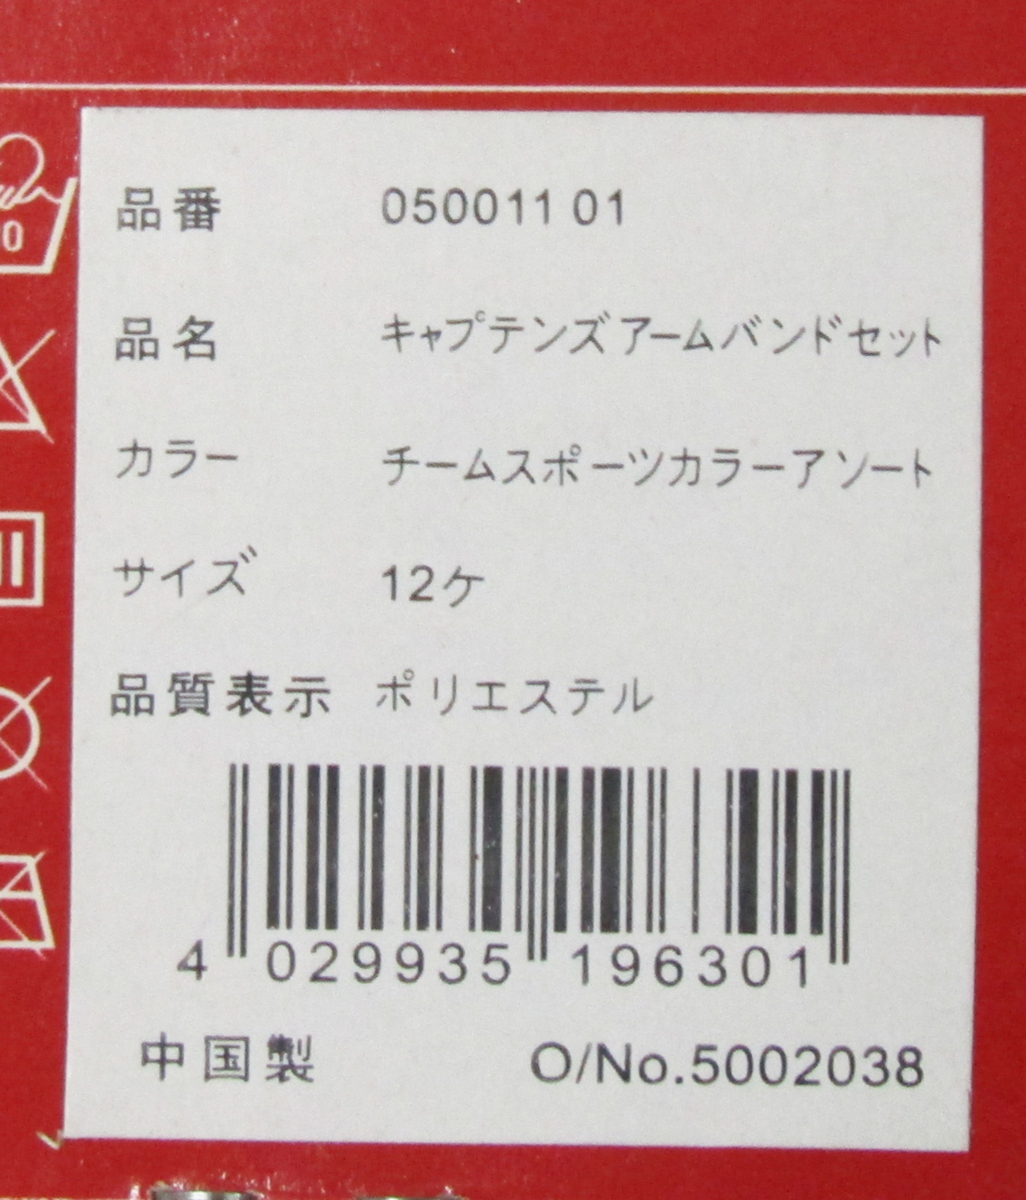 品番 050011 01
品名 キャプテンズアームバンドセット
カラー チームスポーツカラーアソート
サイズ 12ケ
品質表示 ポリエステル
4 029935 196301
中国製 O/No.5002038